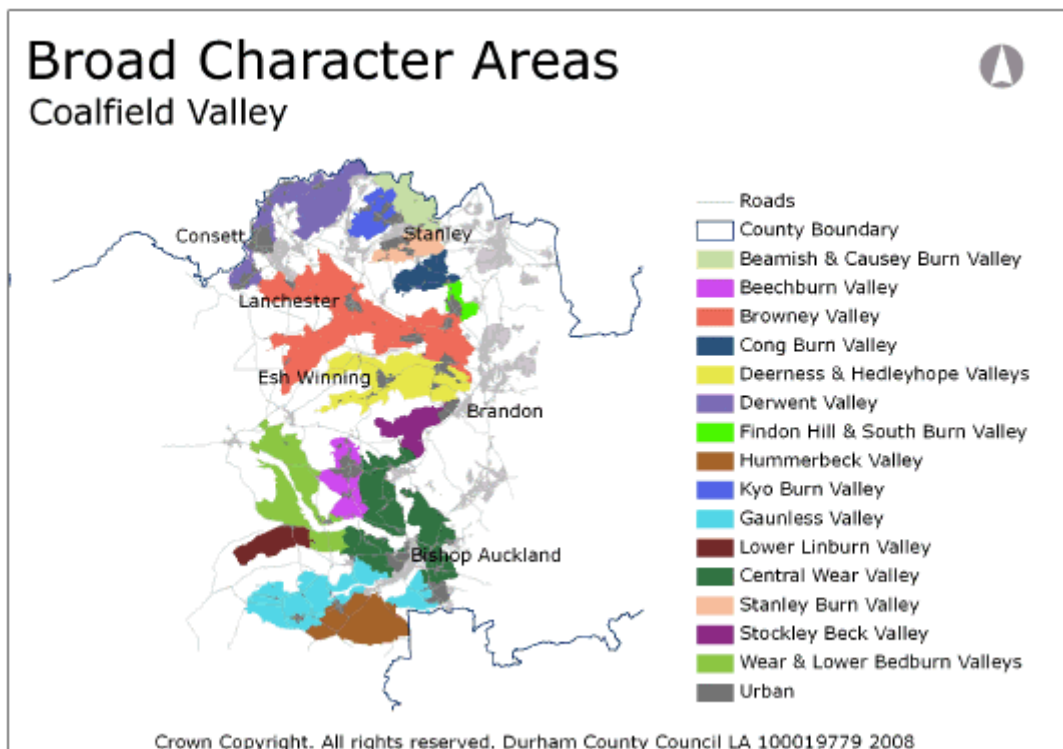 Broad Character Areas
Coalfield Valley
Consett
Stanley
Lanchester
Esh Winning
Brandon
Bishop Auckland
Roads
County Boundary
Beamish & Causey Burn Valley
Beechburn Valley
Browney Valley
Cong Burn Valley
Deerness & Hedleyhope Valleys
Derwent Valley
Findon Hill & South Burn Valley
Hummerbeck Valley
Kyo Burn Valley
Gaunless Valley
Lower Linburn Valley
Central Wear Valley
Stanley Burn Valley
Stockley Beck Valley
Wear & Lower Bedburn Valleys
Urban
Crown Copyright. All rights reserved. Durham County Council LA 100019779 2008